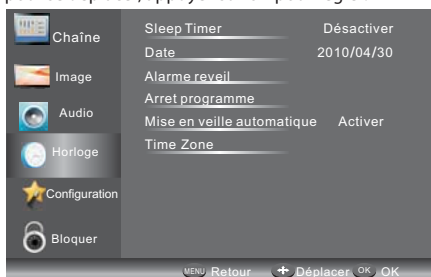 Chaîne
Image
Audio
Horloge
Configuration
Bloquer
Sleep Timer Désactiver
Date 2010/04/30
Alarme reveil
Arret programme
Mise en veille automatique Activer
Time Zone
MENU Retour Déplacer OK OK